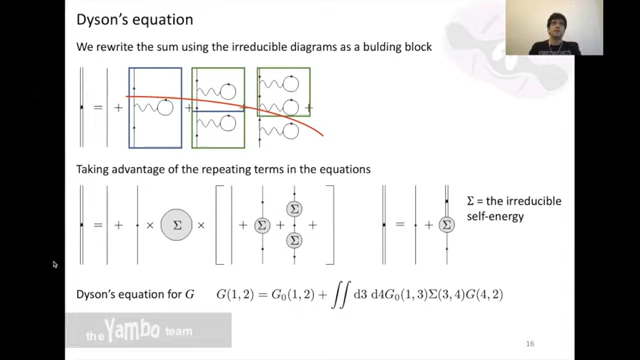 Dyson's equation
We rewrite the sum using the irreducible diagrams as a bulding block
= + + + +
Taking advantage of the repeating terms in the equations
= + × Σ × [ + Σ + Σ Σ + ] = + Σ
Σ = the irreducible
self-energy
Dyson's equation for G G(1,2) = G₀(1,2) + ∬ d3 d4G₀(1,3)Σ(3,4)G(4,2)
the Yambo team
16